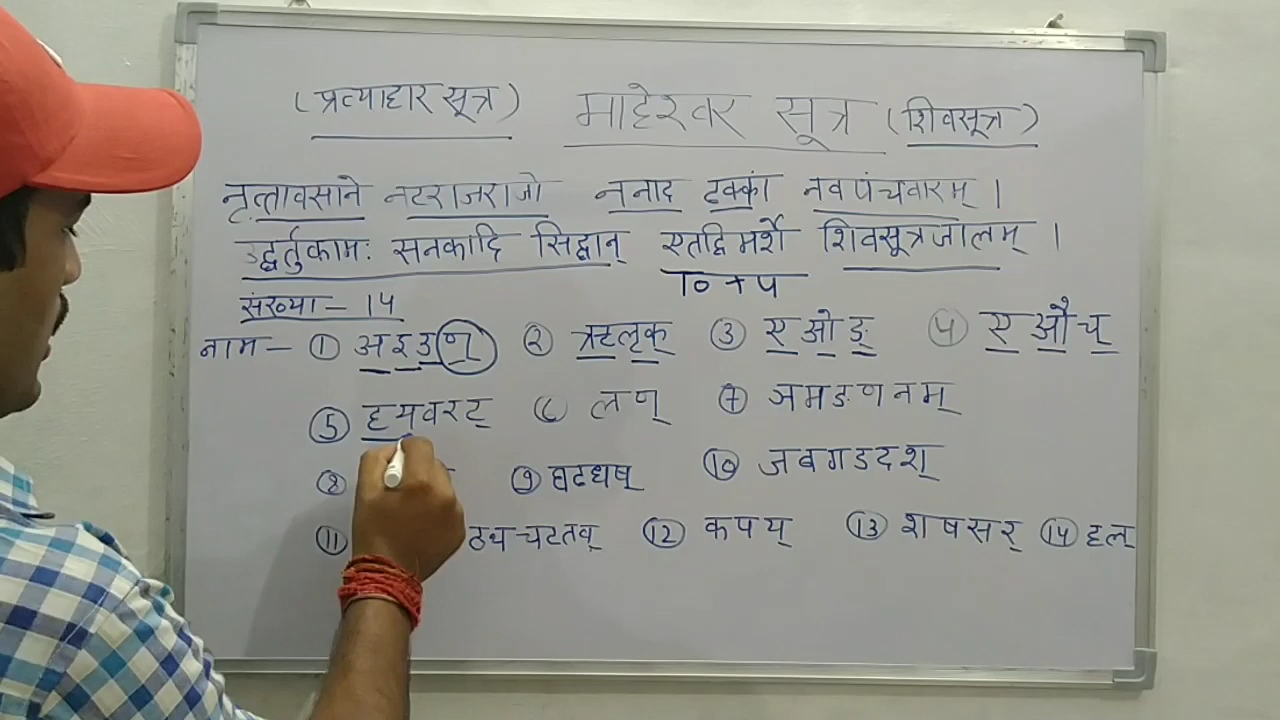 (प्रत्याहार सूत्र) माहेश्वर सूत्र (शिवसूत्र)
नृत्तावसाने नटराजराजो ननाद ढक्कां नवपंचवारम् ।
उद्धर्तुकामः सनकादि सिद्धान् एतद्विमर्शे शिवसूत्रजालम् ।
संख्या - 14 10 + 4
नाम - ① अइउण् ② ऋलृक् ③ ए ओ ङ् ④ ऐ औ च्
⑤ हयवरट् ⑥ लण् ⑦ ञमङणनम्
⑧ ⑨ घढधष् ⑩ जबगडदश्
⑪ ठथचटतव् ⑫ कपय् ⑬ शषसर् ⑭ हल्